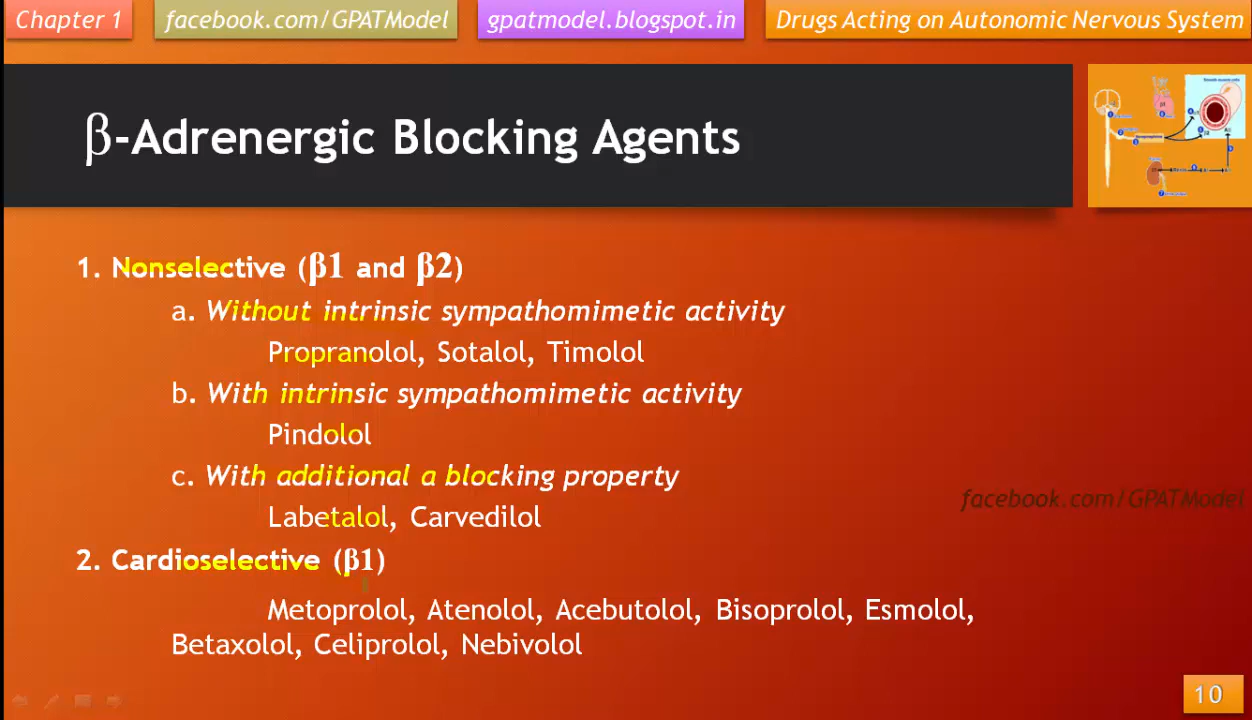 Chapter 1
facebook.com/GPATModel
gpatmodel.blogspot.in
Drugs Acting on Autonomic Nervous System
β-Adrenergic Blocking Agents
1. Nonselective (β1 and β2)
a. Without intrinsic sympathomimetic activity
Propranolol, Sotalol, Timolol
b. With intrinsic sympathomimetic activity
Pindolol
c. With additional a blocking property
Labetalol, Carvedilol
facebook.com/GPATModel
2. Cardioselective (β1)
Metoprolol, Atenolol, Acebutolol, Bisoprolol, Esmolol,
Betaxolol, Celiprolol, Nebivolol
10